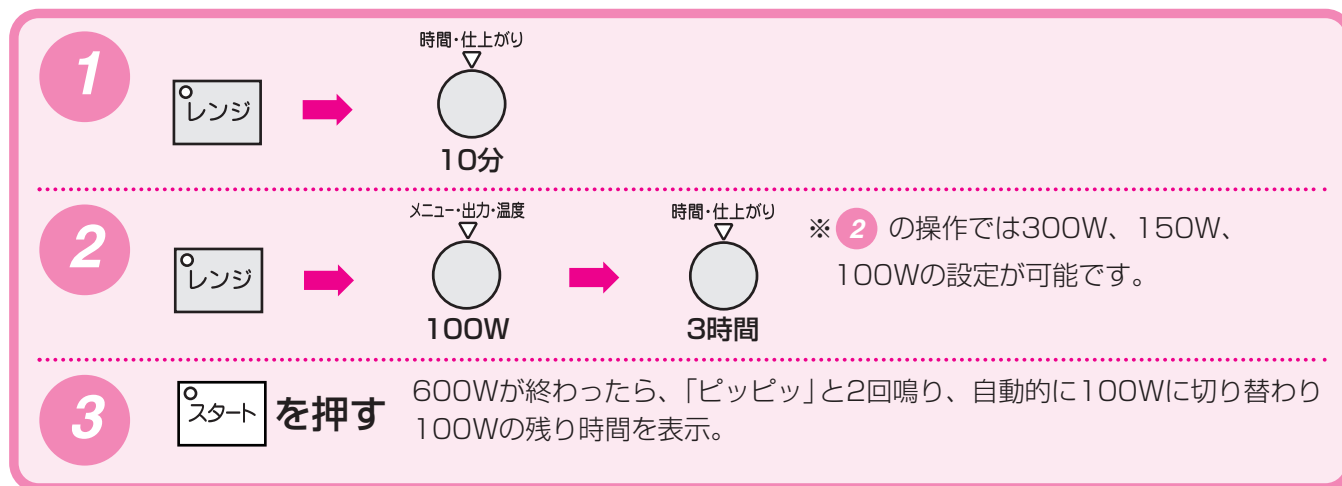 1
時間・仕上がり
レンジ
10分
2
メニュー・出力・温度
時間・仕上がり
レンジ
100W
3時間
※ 2 の操作では300W、150W、
100Wの設定が可能です。
3
スタート を押す
600Wが終わったら、「ピッピッ」と2回鳴り、自動的に100Wに切り替わり
100Wの残り時間を表示。